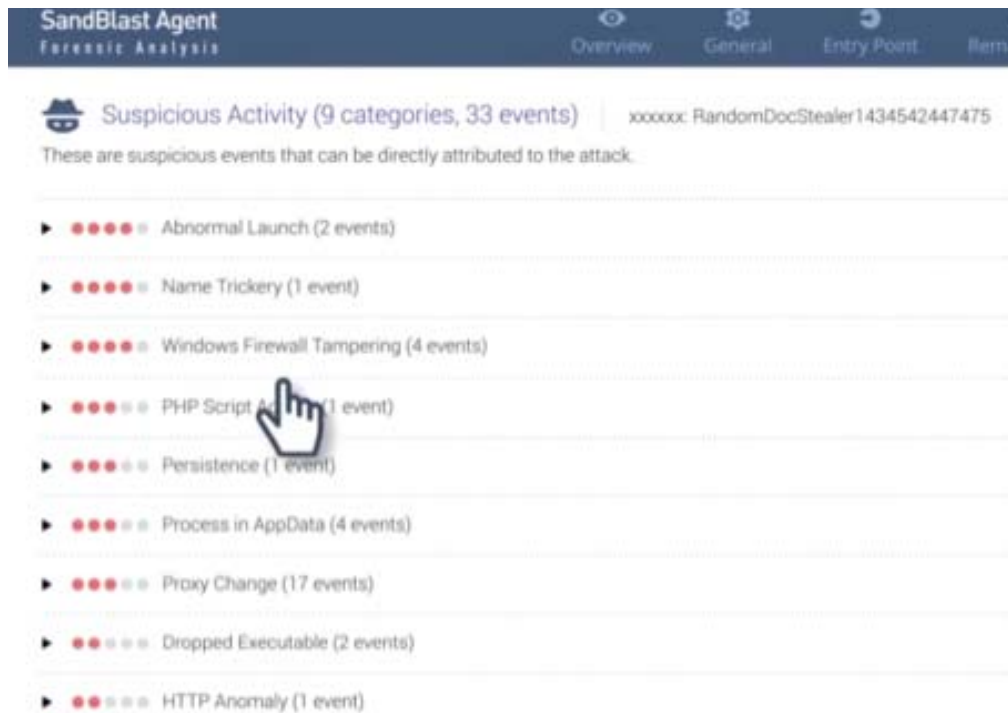 SandBlast Agent
Forensic Analysis
Overview
General
Entry Point
Suspicious Activity (9 categories, 33 events)
xxxxxx: RandomDocStealer1434542447475
These are suspicious events that can be directly attributed to the attack.
Abnormal Launch (2 events)
Name Trickery (1 event)
Windows Firewall Tampering (4 events)
PHP Script (1 event)
Persistence (1 event)
Process in AppData (4 events)
Proxy Change (17 events)
Dropped Executable (2 events)
HTTP Anomaly (1 event)